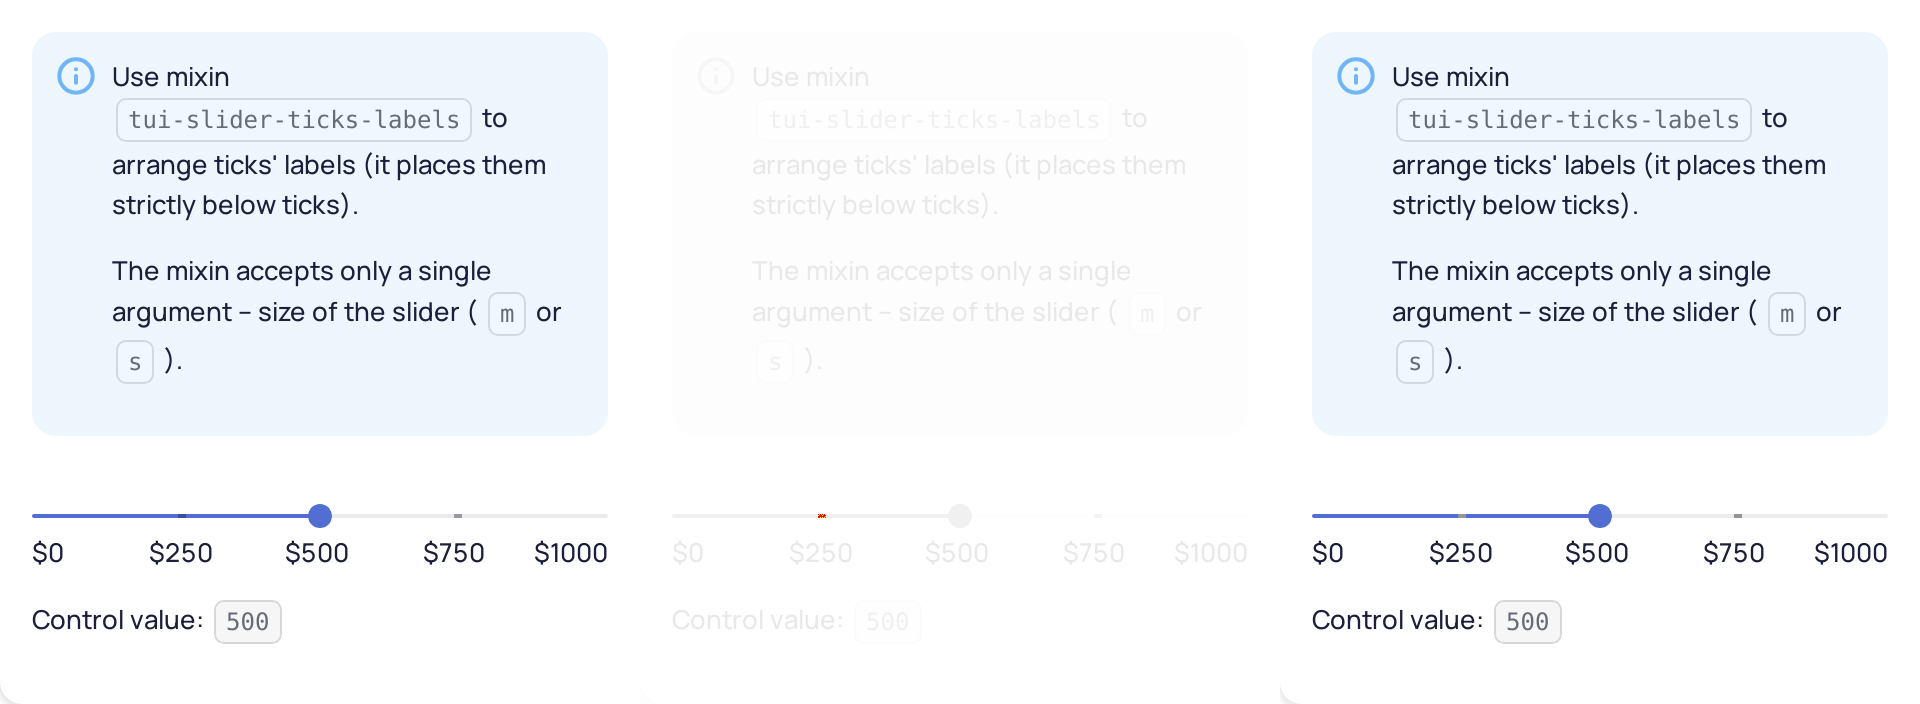 Use mixin
tui-slider-ticks-labels to
arrange ticks' labels (it places them
strictly below ticks).
The mixin accepts only a single
argument – size of the slider ( m or
s ).
$0 $250 $500 $750 $1000
Control value: 500
Use mixin
tui-slider-ticks-labels to
arrange ticks' labels (it places them
strictly below ticks).
The mixin accepts only a single
argument – size of the slider ( m or
s ).
$0 $250 $500 $750 $1000
Control value: 500
Use mixin
tui-slider-ticks-labels to
arrange ticks' labels (it places them
strictly below ticks).
The mixin accepts only a single
argument – size of the slider ( m or
s ).
$0 $250 $500 $750 $1000
Control value: 500